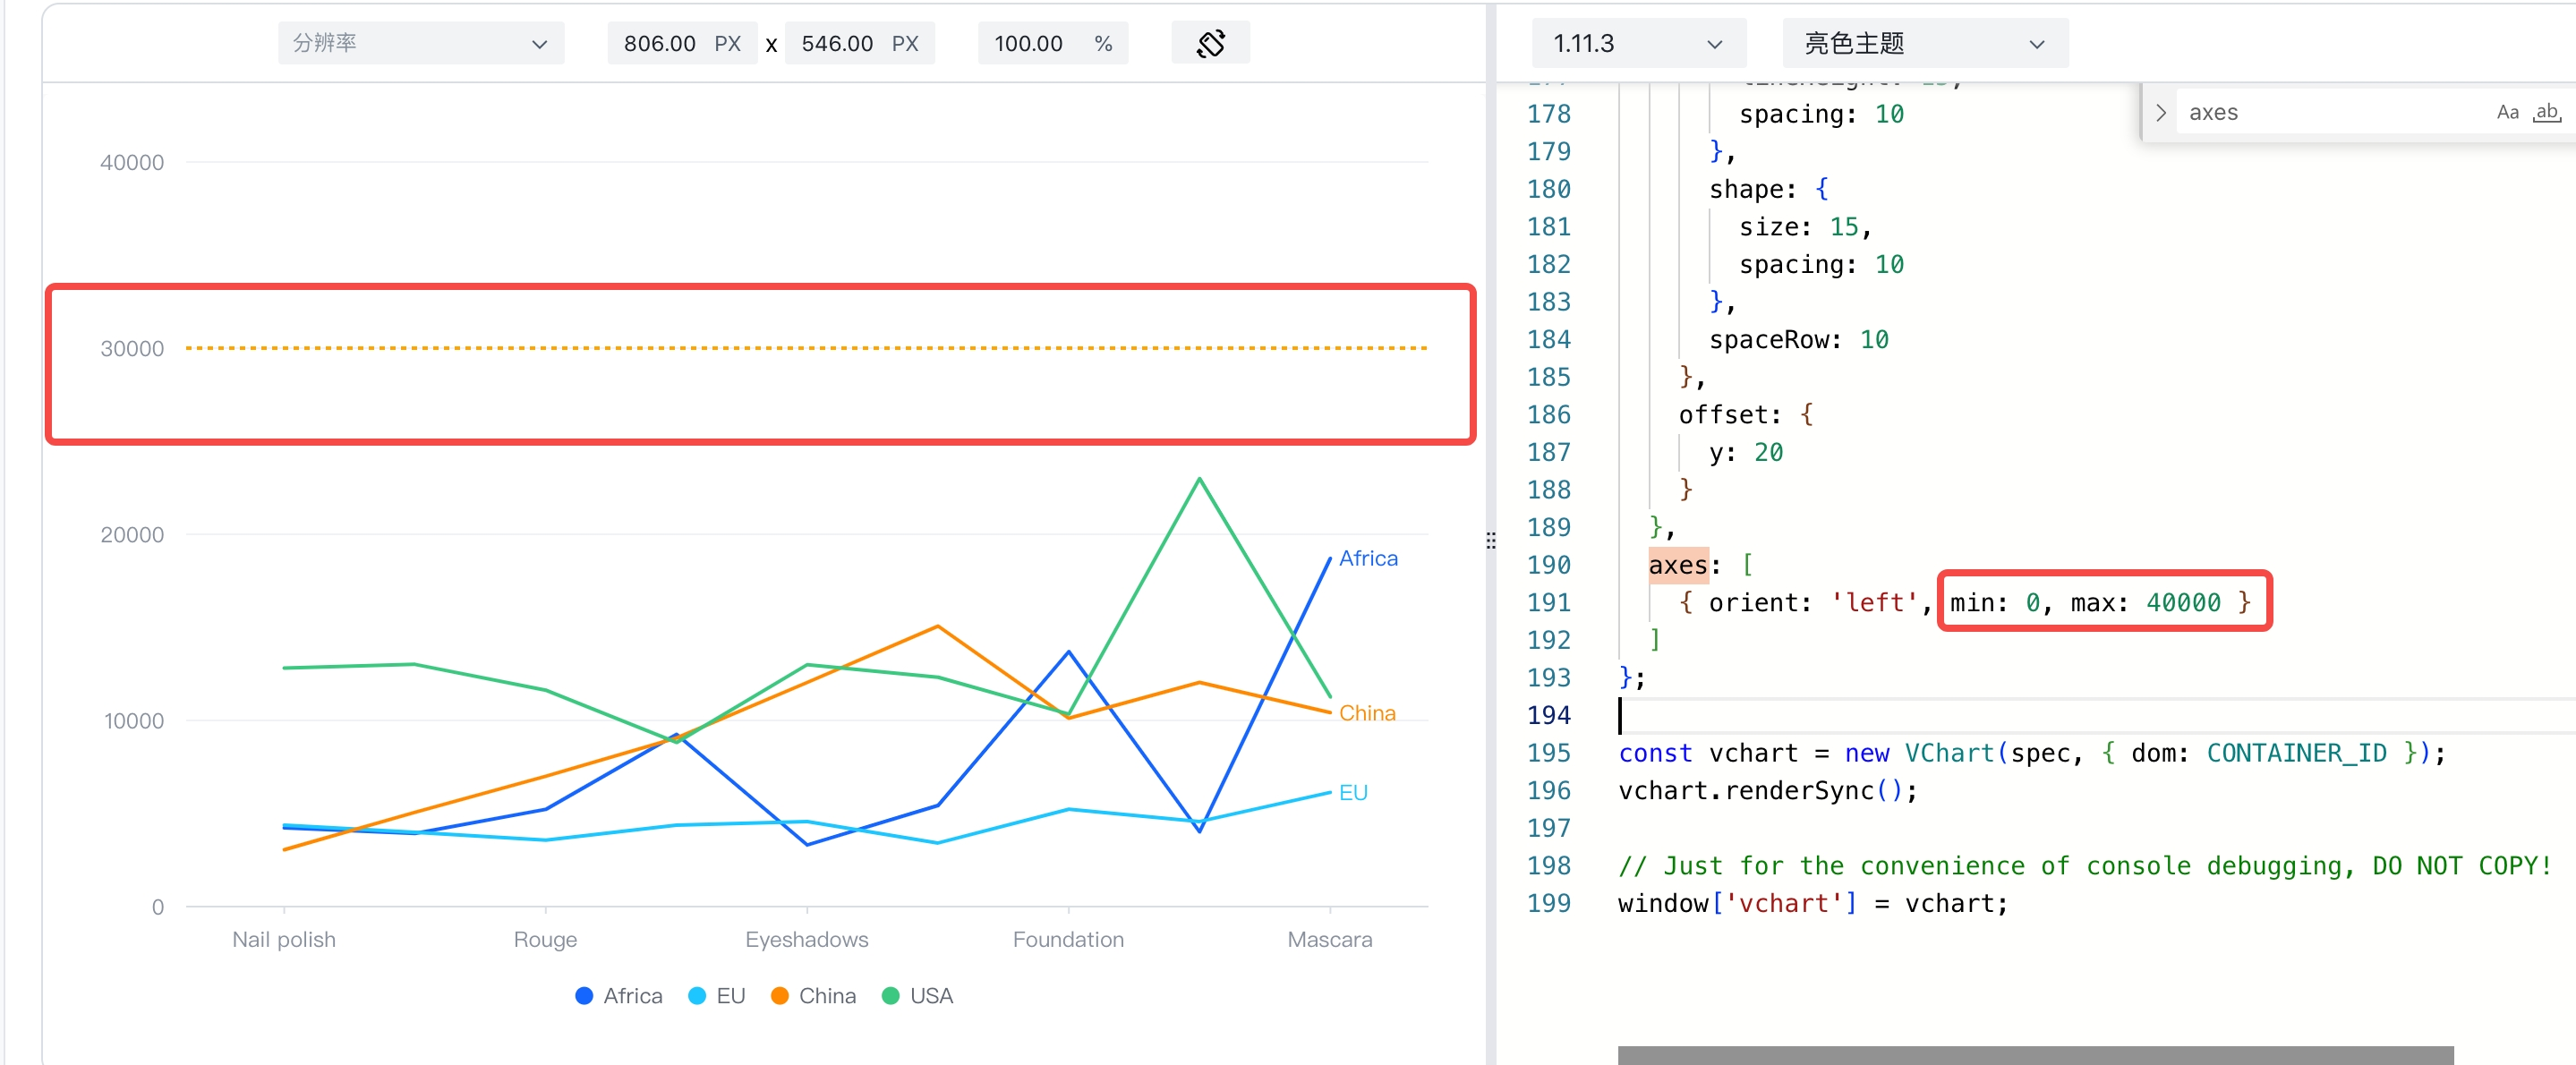 分辨率 806.00 PX x 546.00 PX 100.00 %
40000
30000
20000
10000
0
Africa
China
EU
Nail polish Rouge Eyeshadows Foundation Mascara
Africa EU China USA
1.11.3 亮色主题
axes Aa ab
178 spacing: 10
179 },
180 shape: {
181 size: 15,
182 spacing: 10
183 },
184 spaceRow: 10
185 },
186 offset: {
187 y: 20
188 }
189 },
190 axes: [
191 { orient: 'left', min: 0, max: 40000 }
192 ]
193 };
194
195 const vchart = new VChart(spec, { dom: CONTAINER_ID });
196 vchart.renderSync();
197
198 // Just for the convenience of console debugging, DO NOT COPY!
199 window['vchart'] = vchart;